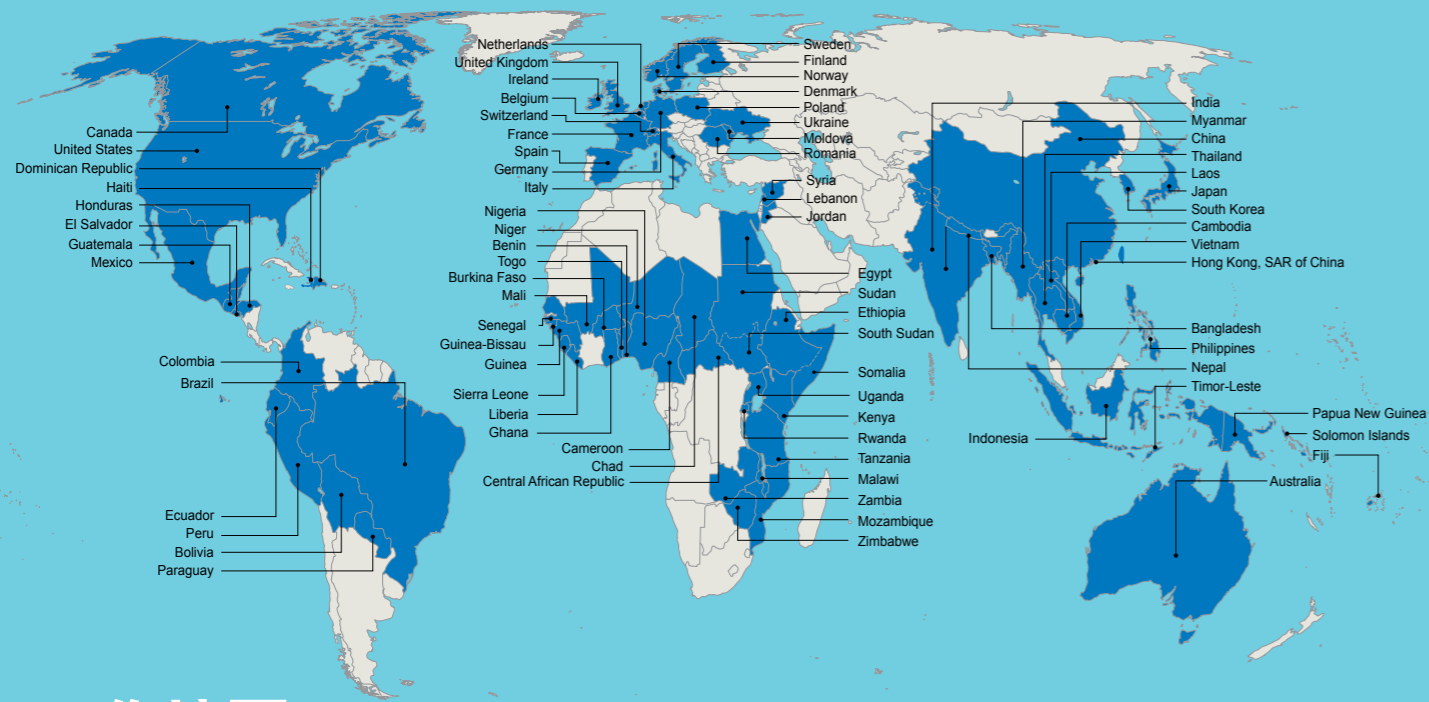 Canada
United States
Dominican Republic
Haiti
Honduras
El Salvador
Guatemala
Mexico
Colombia
Brazil
Ecuador
Peru
Bolivia
Paraguay
Netherlands
United Kingdom
Ireland
Belgium
Switzerland
France
Spain
Germany
Italy
Nigeria
Niger
Benin
Togo
Burkina Faso
Mali
Senegal
Guinea-Bissau
Guinea
Sierra Leone
Liberia
Ghana
Cameroon
Chad
Central African Republic
Sweden
Finland
Norway
Denmark
Poland
Ukraine
Moldova
Romania
Syria
Lebanon
Jordan
Egypt
Sudan
Ethiopia
South Sudan
Somalia
Uganda
Kenya
Rwanda
Tanzania
Malawi
Zambia
Mozambique
Zimbabwe
India
Myanmar
China
Thailand
Laos
Japan
South Korea
Cambodia
Vietnam
Hong Kong, SAR of China
Bangladesh
Philippines
Nepal
Timor-Leste
Indonesia
Papua New Guinea
Solomon Islands
Fiji
Australia